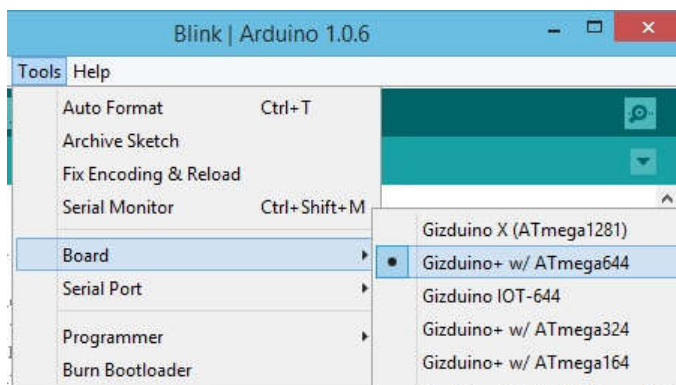 Blink | Arduino 1.0.6
Tools Help
Auto Format Ctrl+T
Archive Sketch
Fix Encoding & Reload
Serial Monitor Ctrl+Shift+M
Board
Serial Port
Programmer
Burn Bootloader
Gizduino X (ATmega1281)
Gizduino+ w/ ATmega644
Gizduino IOT-644
Gizduino+ w/ ATmega324
Gizduino+ w/ ATmega164